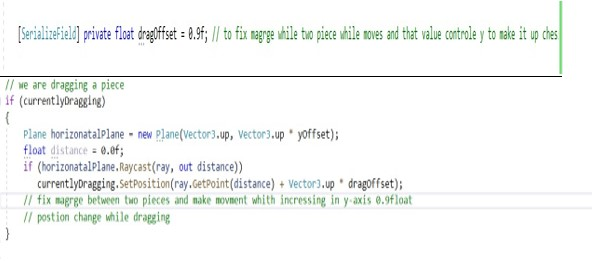 [SerializeField] private float dragOffset = 0.9f; // to fix magrge while two piece while moves and that value controle y to make it up ches
// we are dragging a piece
if (currentlyDragging)
{
Plane horizonatalPlane = new Plane(Vector3.up, Vector3.up * yOffset);
float distance = 0.0f;
if (horizonatalPlane.Raycast(ray, out distance))
currentlyDragging.SetPosition(ray.GetPoint(distance) + Vector3.up * dragOffset);
// fix magrge between two pieces and make movment whith incressing in y-axis 0.9float
// postion change while dragging
}